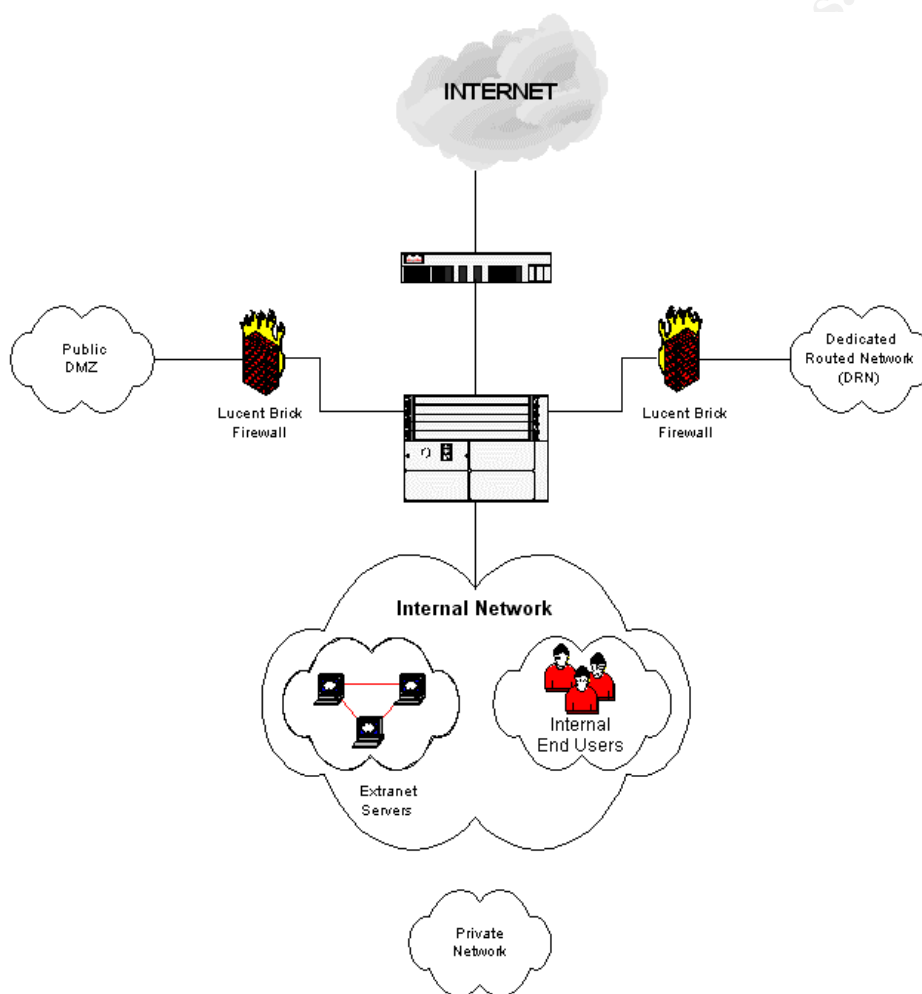 INTERNET
Public
DMZ
Lucent Brick
Firewall
Lucent Brick
Firewall
Dedicated
Routed Network
(DRN)
Internal Network
Extranet
Servers
Internal
End Users
Private
Network